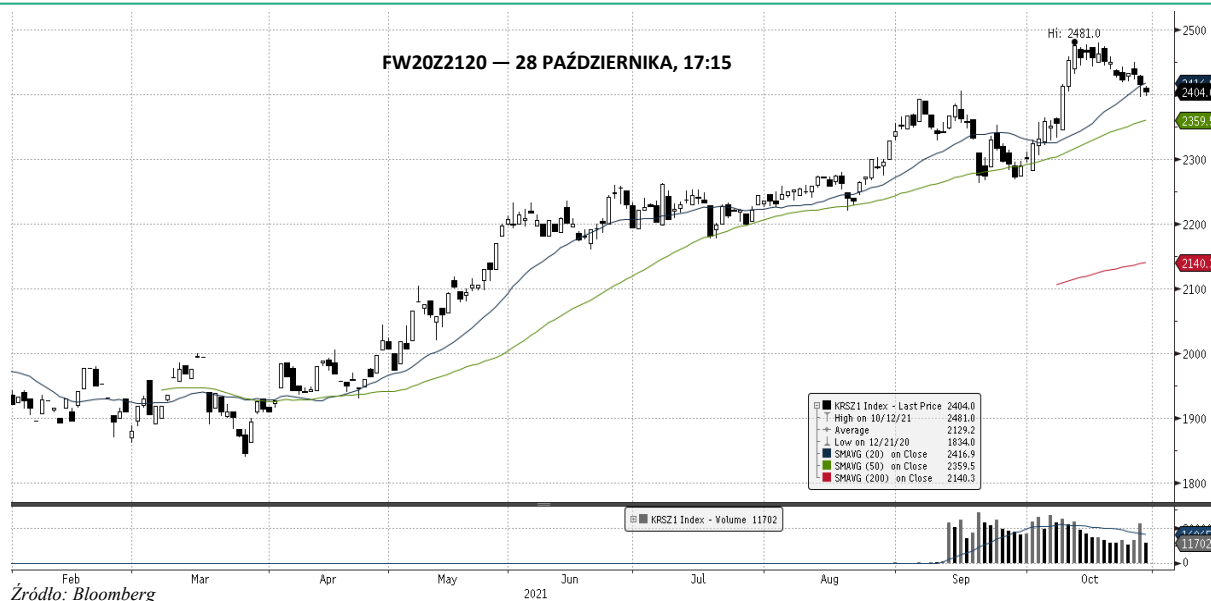 FW20Z2120 — 28 PAŹDZIERNIKA, 17:15
Hi: 2481.0
2500
2404.0
2359.5
2300
2200
2140.3
2100
2000
1900
1800
KRSZ1 Index - Last Price 2404.0
High on 10/12/21 2481.0
Average 2129.2
Low on 12/21/20 1834.0
SMAVG (20) on Close 2416.9
SMAVG (50) on Close 2359.5
SMAVG (200) on Close 2140.3
KRSZ1 Index - Volume 11702
11702
0
Feb Mar Apr May Jun Jul Aug Sep Oct
2021
Źródło: Bloomberg